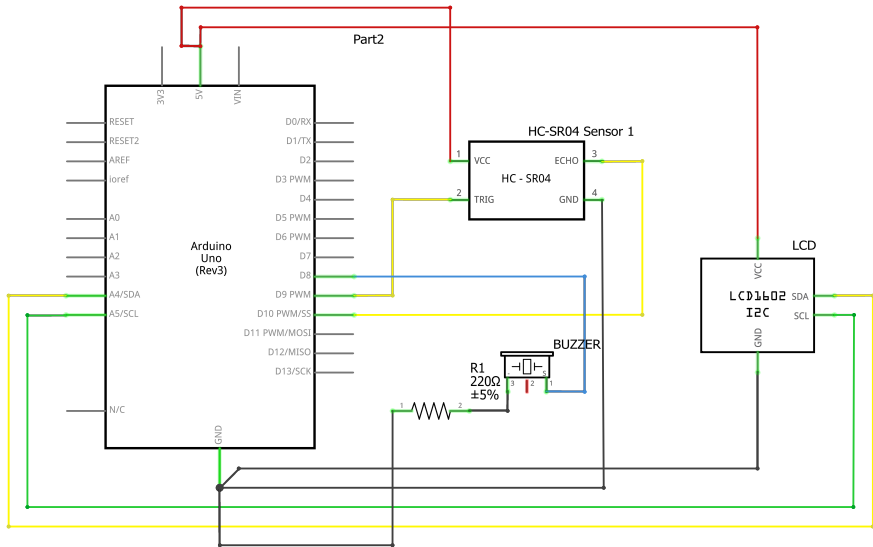 Part2
3V3
5V
VIN
RESET
RESET2
AREF
ioref
A0
A1
A2
A3
A4/SDA
A5/SCL
N/C
Arduino
Uno
(Rev3)
D0/RX
D1/TX
D2
D3 PWM
D4
D5 PWM
D6 PWM
D7
D8
D9 PWM
D10 PWM/SS
D11 PWM/MOSI
D12/MISO
D13/SCK
GND
HC-SR04 Sensor 1
1 VCC ECHO 3
HC - SR04
2 TRIG GND 4
LCD
VCC
LCD1602
I2C
SDA
SCL
GND
BUZZER
- S
3 2 1
R1
220Ω
±5%
1 2